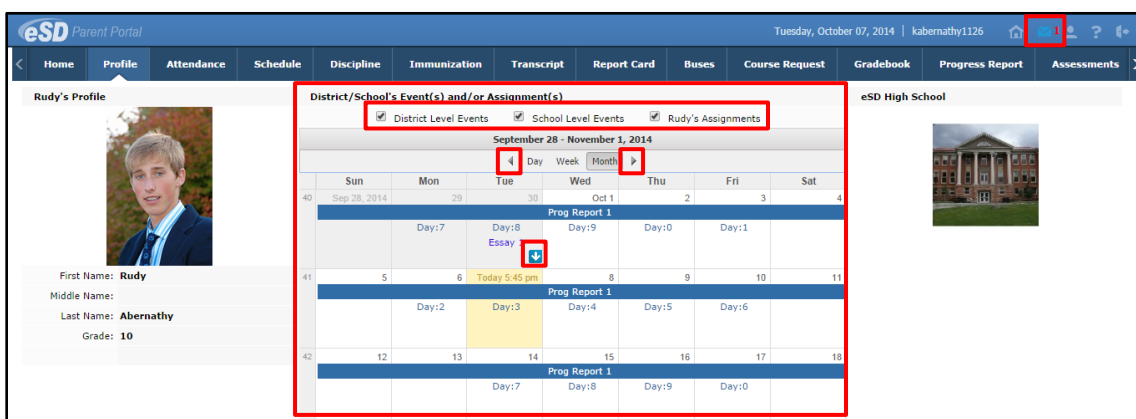 eSD Parent Portal
Tuesday, October 07, 2014 | kabernathy1126 1 ?
Home Profile Attendance Schedule Discipline Immunization Transcript Report Card Buses Course Request Gradebook Progress Report Assessments
Rudy's Profile
First Name: Rudy
Middle Name:
Last Name: Abernathy
Grade: 10
District/School's Event(s) and/or Assignment(s)
District Level Events School Level Events Rudy's Assignments
September 28 - November 1, 2014
Day Week Month
Sun Mon Tue Wed Thu Fri Sat
40 Sep 28, 2014 29 30 Oct 1 2 3 4
Prog Report 1
Day:7 Day:8 Day:9 Day:0 Day:1
Essay
41 5 6 Today 5:45 pm 8 9 10 11
Prog Report 1
Day:2 Day:3 Day:4 Day:5 Day:6
42 12 13 14 15 16 17 18
Prog Report 1
Day:7 Day:8 Day:9 Day:0
eSD High School